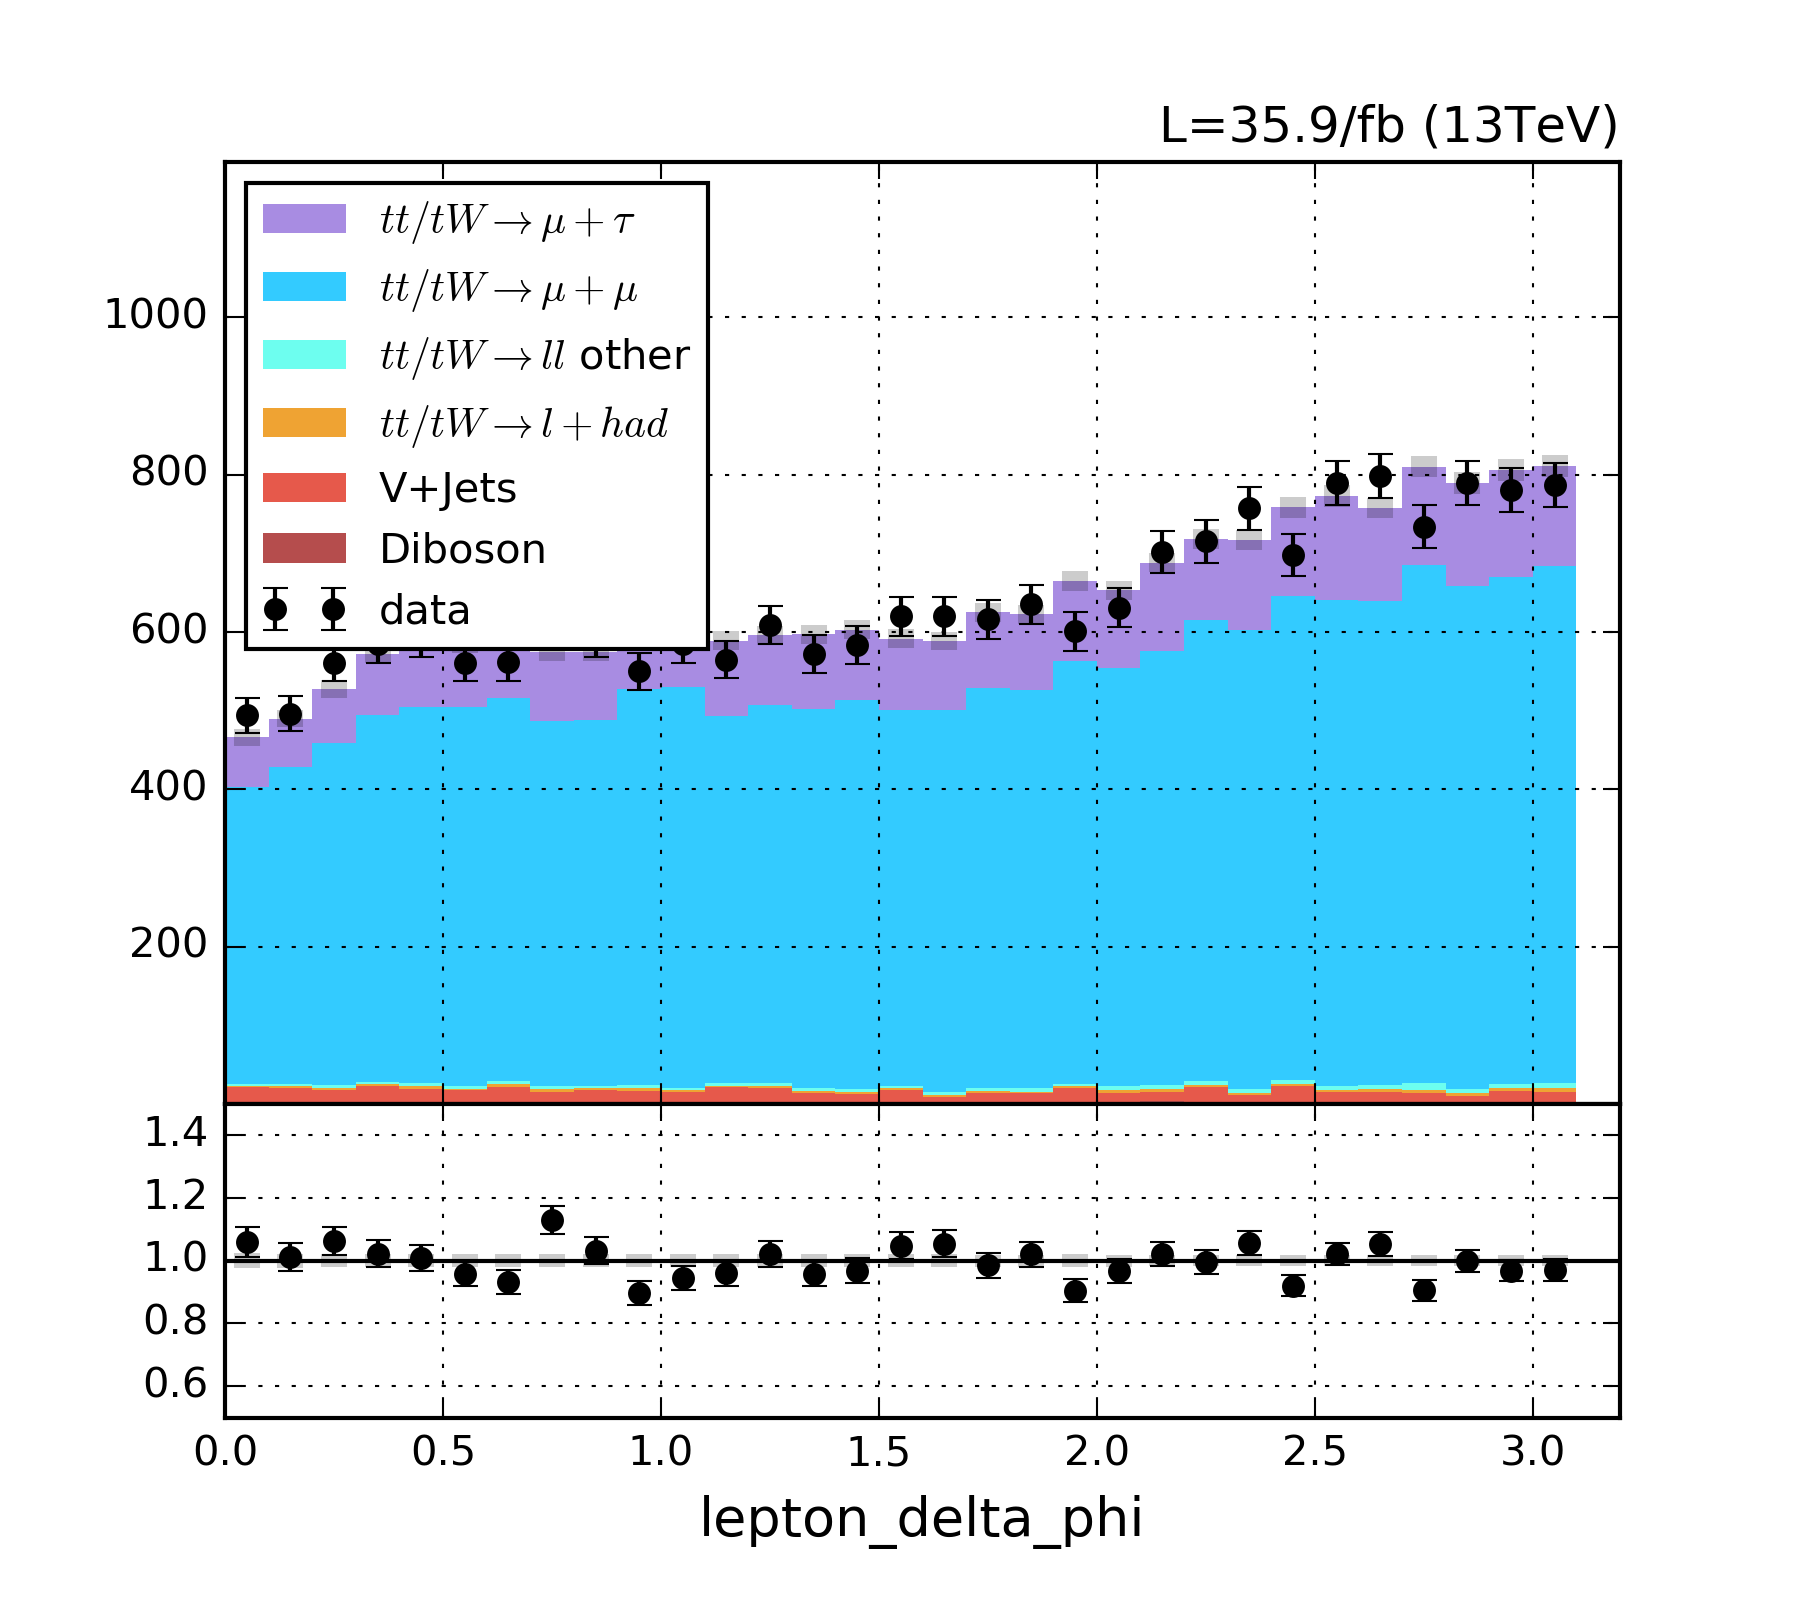 L=35.9/fb (13TeV)
tt/tW → μ + τ
tt/tW → μ + μ
tt/tW → ll other
tt/tW → l + had
V+Jets
Diboson
data
1000
800
600
400
200
1.4
1.2
1.0
0.8
0.6
0.0 0.5 1.0 1.5 2.0 2.5 3.0
lepton_delta_phi